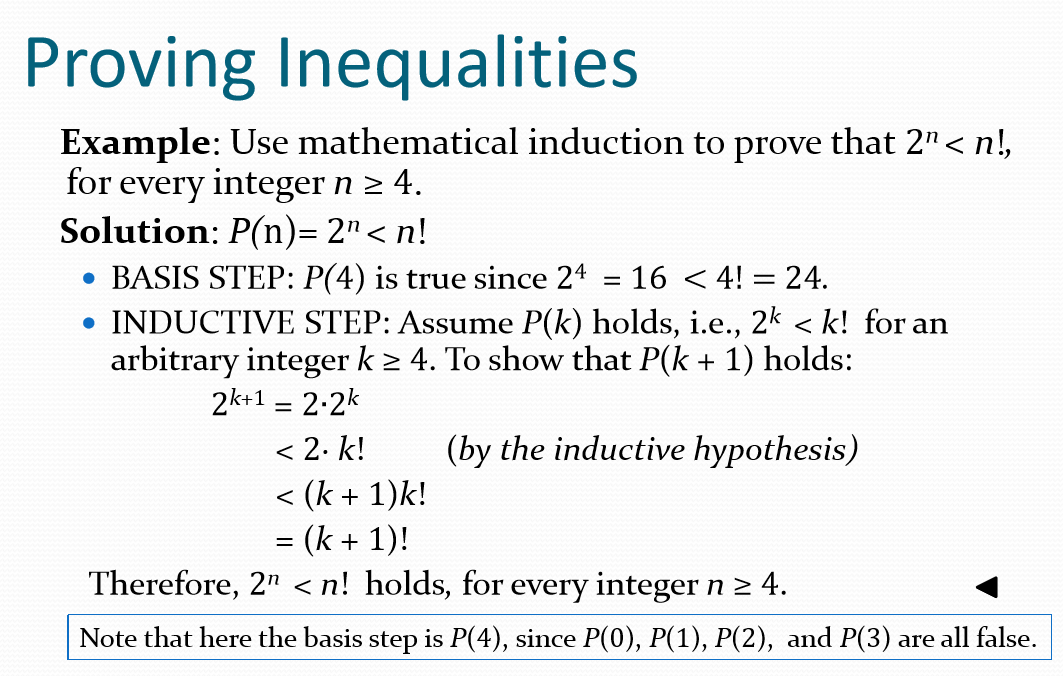 Proving Inequalities
Example: Use mathematical induction to prove that 2ⁿ < n!,
for every integer n ≥ 4.
Solution: P(n)= 2ⁿ < n!
• BASIS STEP: P(4) is true since 2⁴ = 16 < 4! = 24.
• INDUCTIVE STEP: Assume P(k) holds, i.e., 2ᵏ < k! for an
arbitrary integer k ≥ 4. To show that P(k + 1) holds:
2ᵏ⁺¹ = 2∙2ᵏ
< 2∙ k! (by the inductive hypothesis)
< (k + 1)k!
= (k + 1)!
Therefore, 2ⁿ < n! holds, for every integer n ≥ 4. ◀
Note that here the basis step is P(4), since P(0), P(1), P(2), and P(3) are all false.